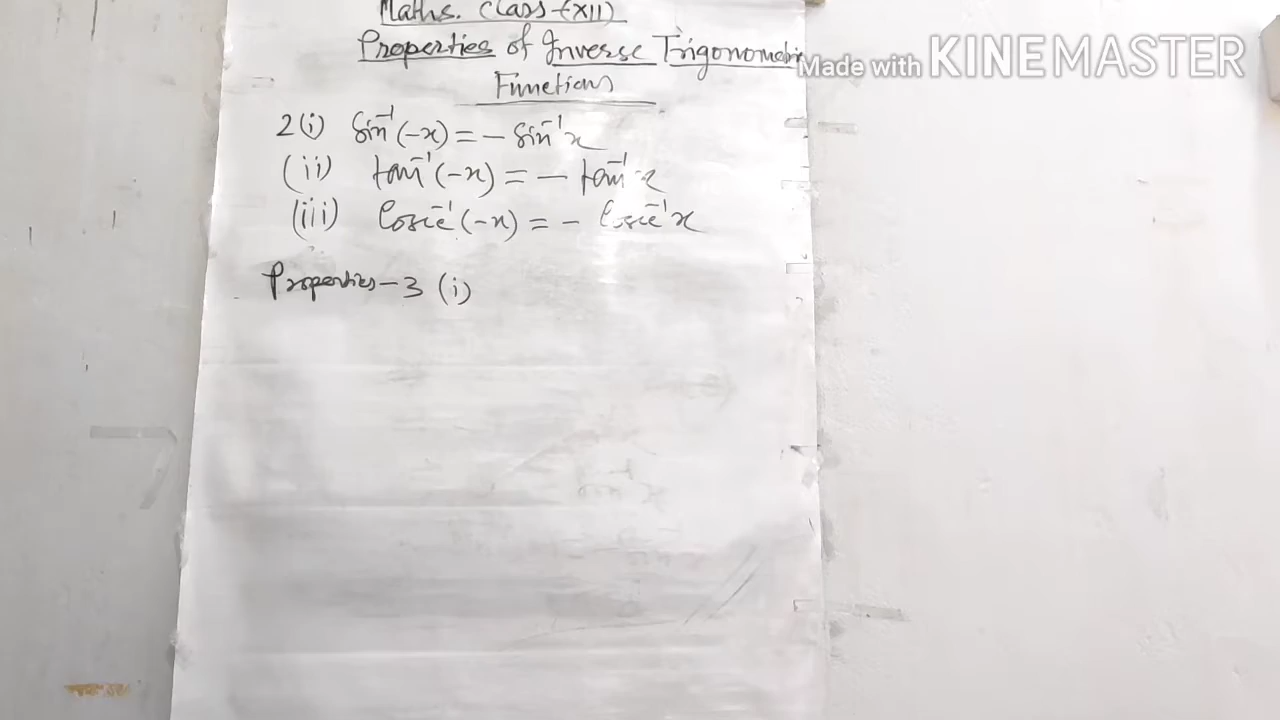 Maths. Class-(XII)
Properties of Inverse Trigonometric
Functions
Made with KINEMASTER
2(i) Sin⁻¹(-x) = - Sin⁻¹x
(ii) tan⁻¹(-x) = - tan⁻¹x
(iii) Cosec⁻¹(-x) = - Cosec⁻¹x
Properties-3 (i)